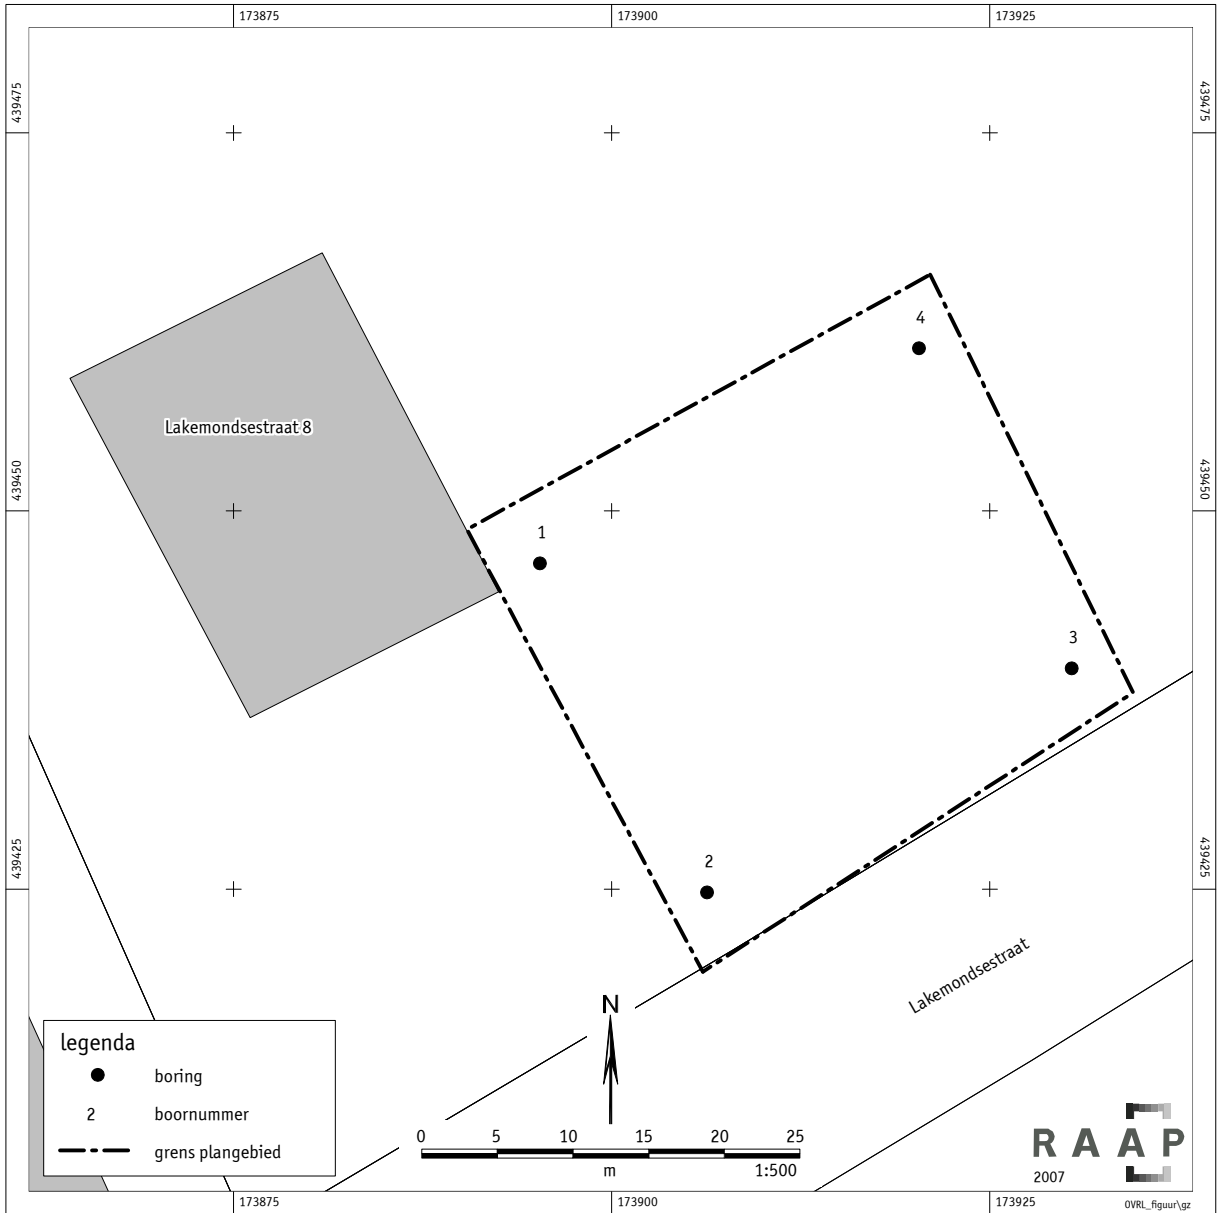 173875 173900 173925
439475 439475
4
Lakemondsestraat 8
439450 439450
1
3
439425 439425
2
Lakemondsestraat
N
legenda
boring
2 boornummer
grens plangebied
0 5 10 15 20 25
m 1:500
RAAP
2007
173875 173900 173925
OVRL_figuur\gz